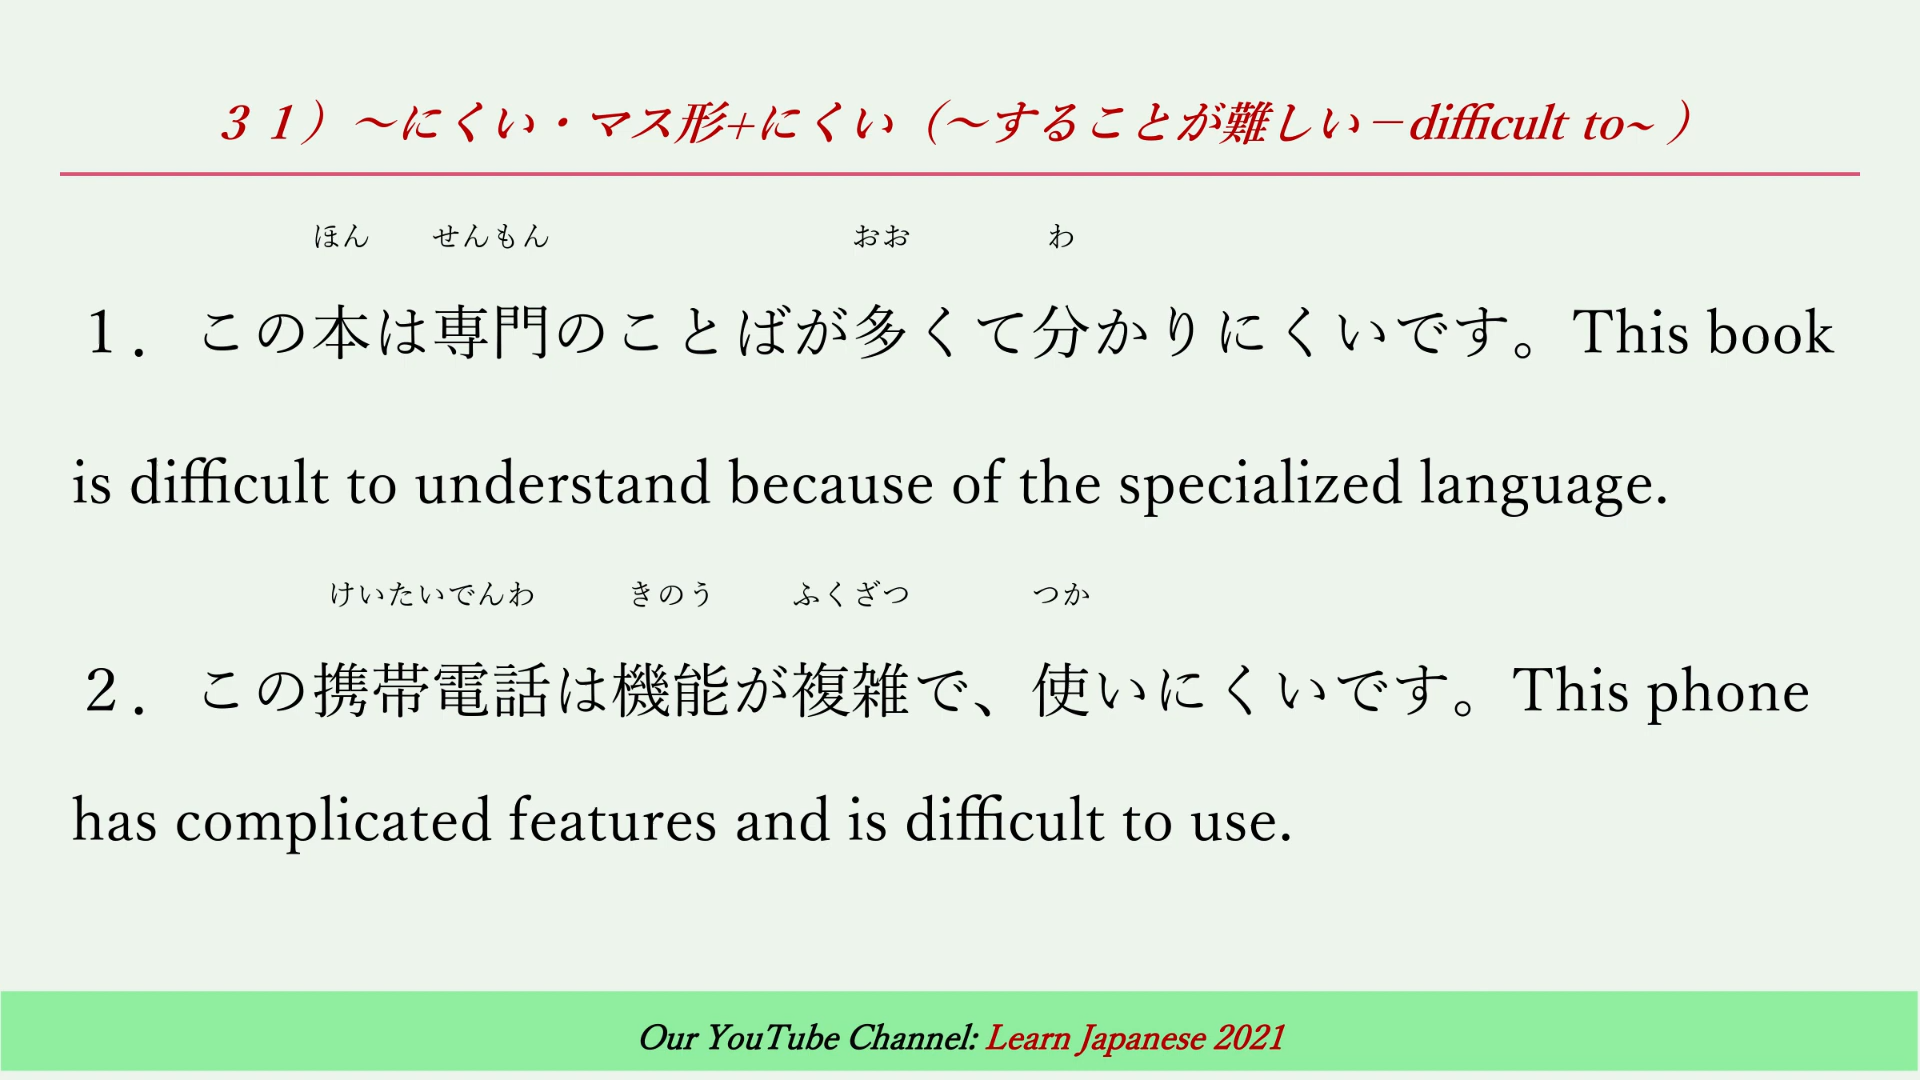 ３１）～にくい・マス形+にくい（～することが難しい－difficult to~ ）
ほん せんもん おお わ
１．この本は専門のことばが多くて分かりにくいです。This book
is difficult to understand because of the specialized language.
けいたいでんわ きのう ふくざつ つか
２．この携帯電話は機能が複雑で、使いにくいです。This phone
has complicated features and is difficult to use.
Our YouTube Channel: Learn Japanese 2021